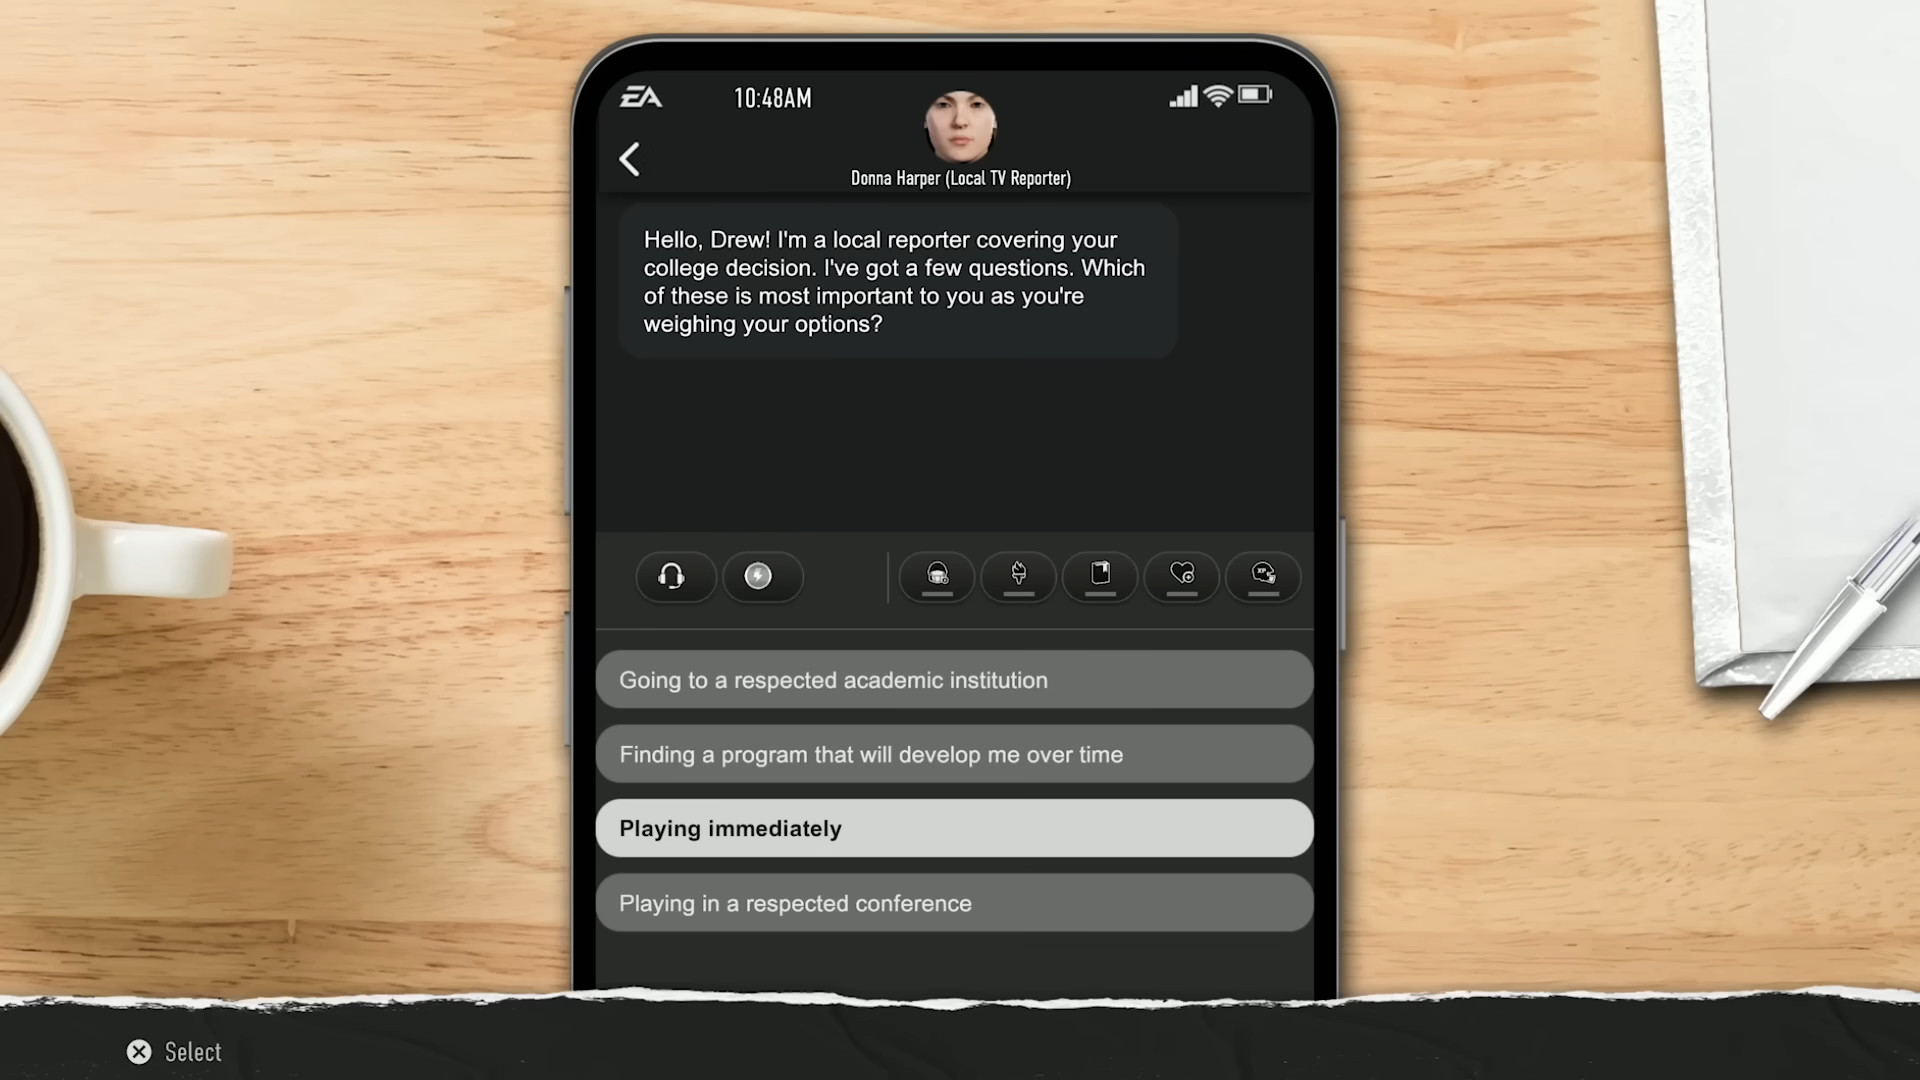 EA
10:48AM
Donna Harper (Local TV Reporter)
Hello, Drew! I'm a local reporter covering your
college decision. I've got a few questions. Which
of these is most important to you as you're
weighing your options?
XP
Going to a respected academic institution
Finding a program that will develop me over time
Playing immediately
Playing in a respected conference
Select